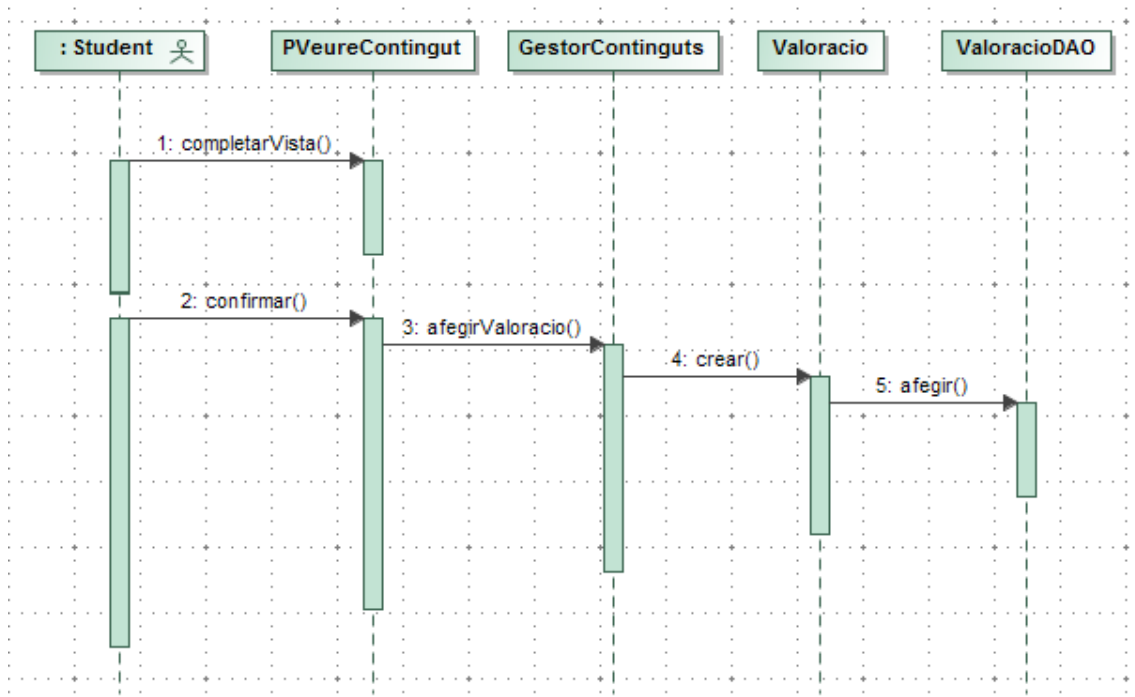 : Student
PVeureContingut
GestorContinguts
Valoracio
ValoracioDAO
1: completarVista()
2: confirmar()
3: afegirValoracio()
4: crear()
5: afegir()